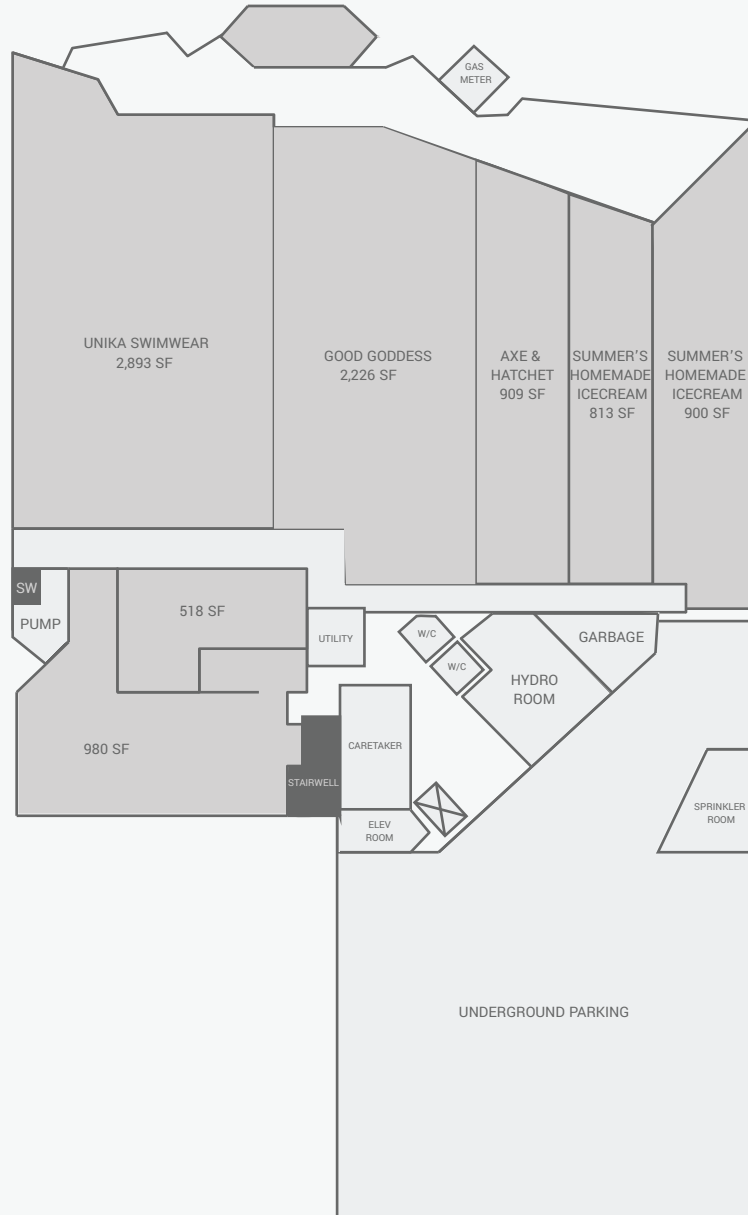 GAS
METER
UNIKA SWIMWEAR
2,893 SF
GOOD GODDESS
2,226 SF
AXE &
HATCHET
909 SF
SUMMER'S
HOMEMADE
ICECREAM
813 SF
SUMMER'S
HOMEMADE
ICECREAM
900 SF
SW
PUMP
518 SF
UTILITY
W/C
W/C
GARBAGE
HYDRO
ROOM
980 SF
CARETAKER
STAIRWELL
ELEV
ROOM
SPRINKLER
ROOM
UNDERGROUND PARKING